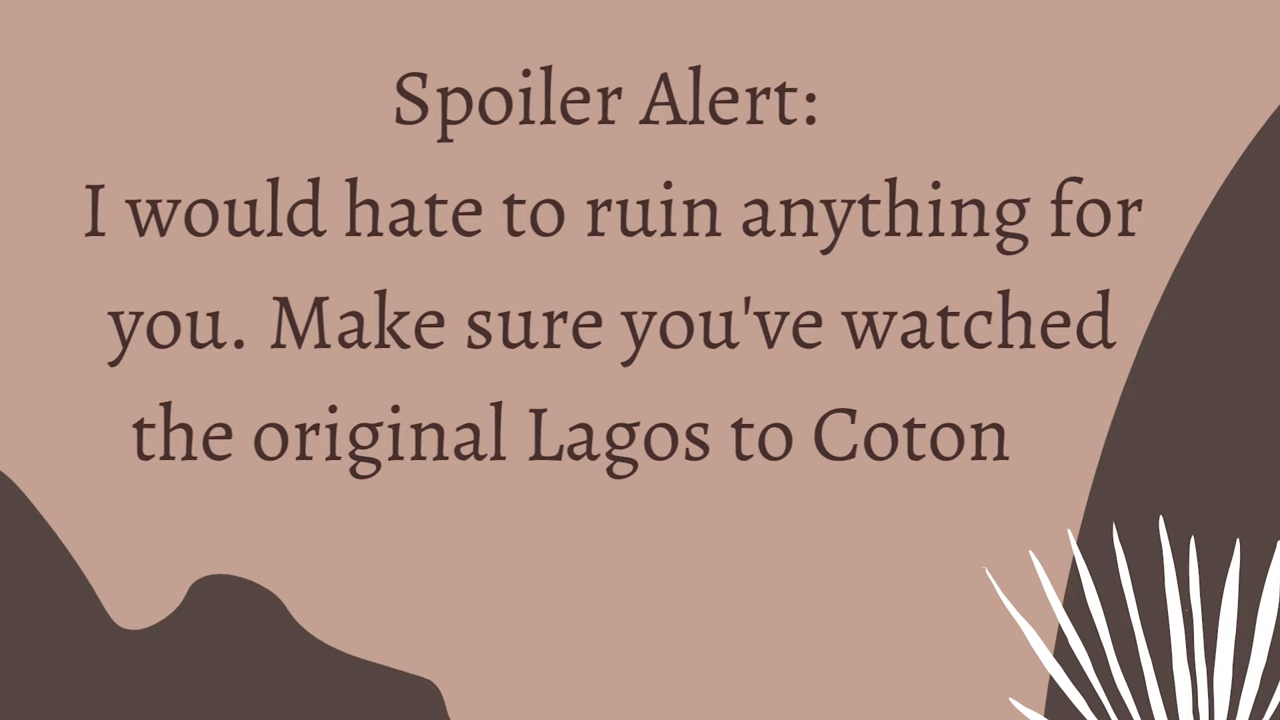 Spoiler Alert:
I would hate to ruin anything for
you. Make sure you've watched
the original Lagos to Coton